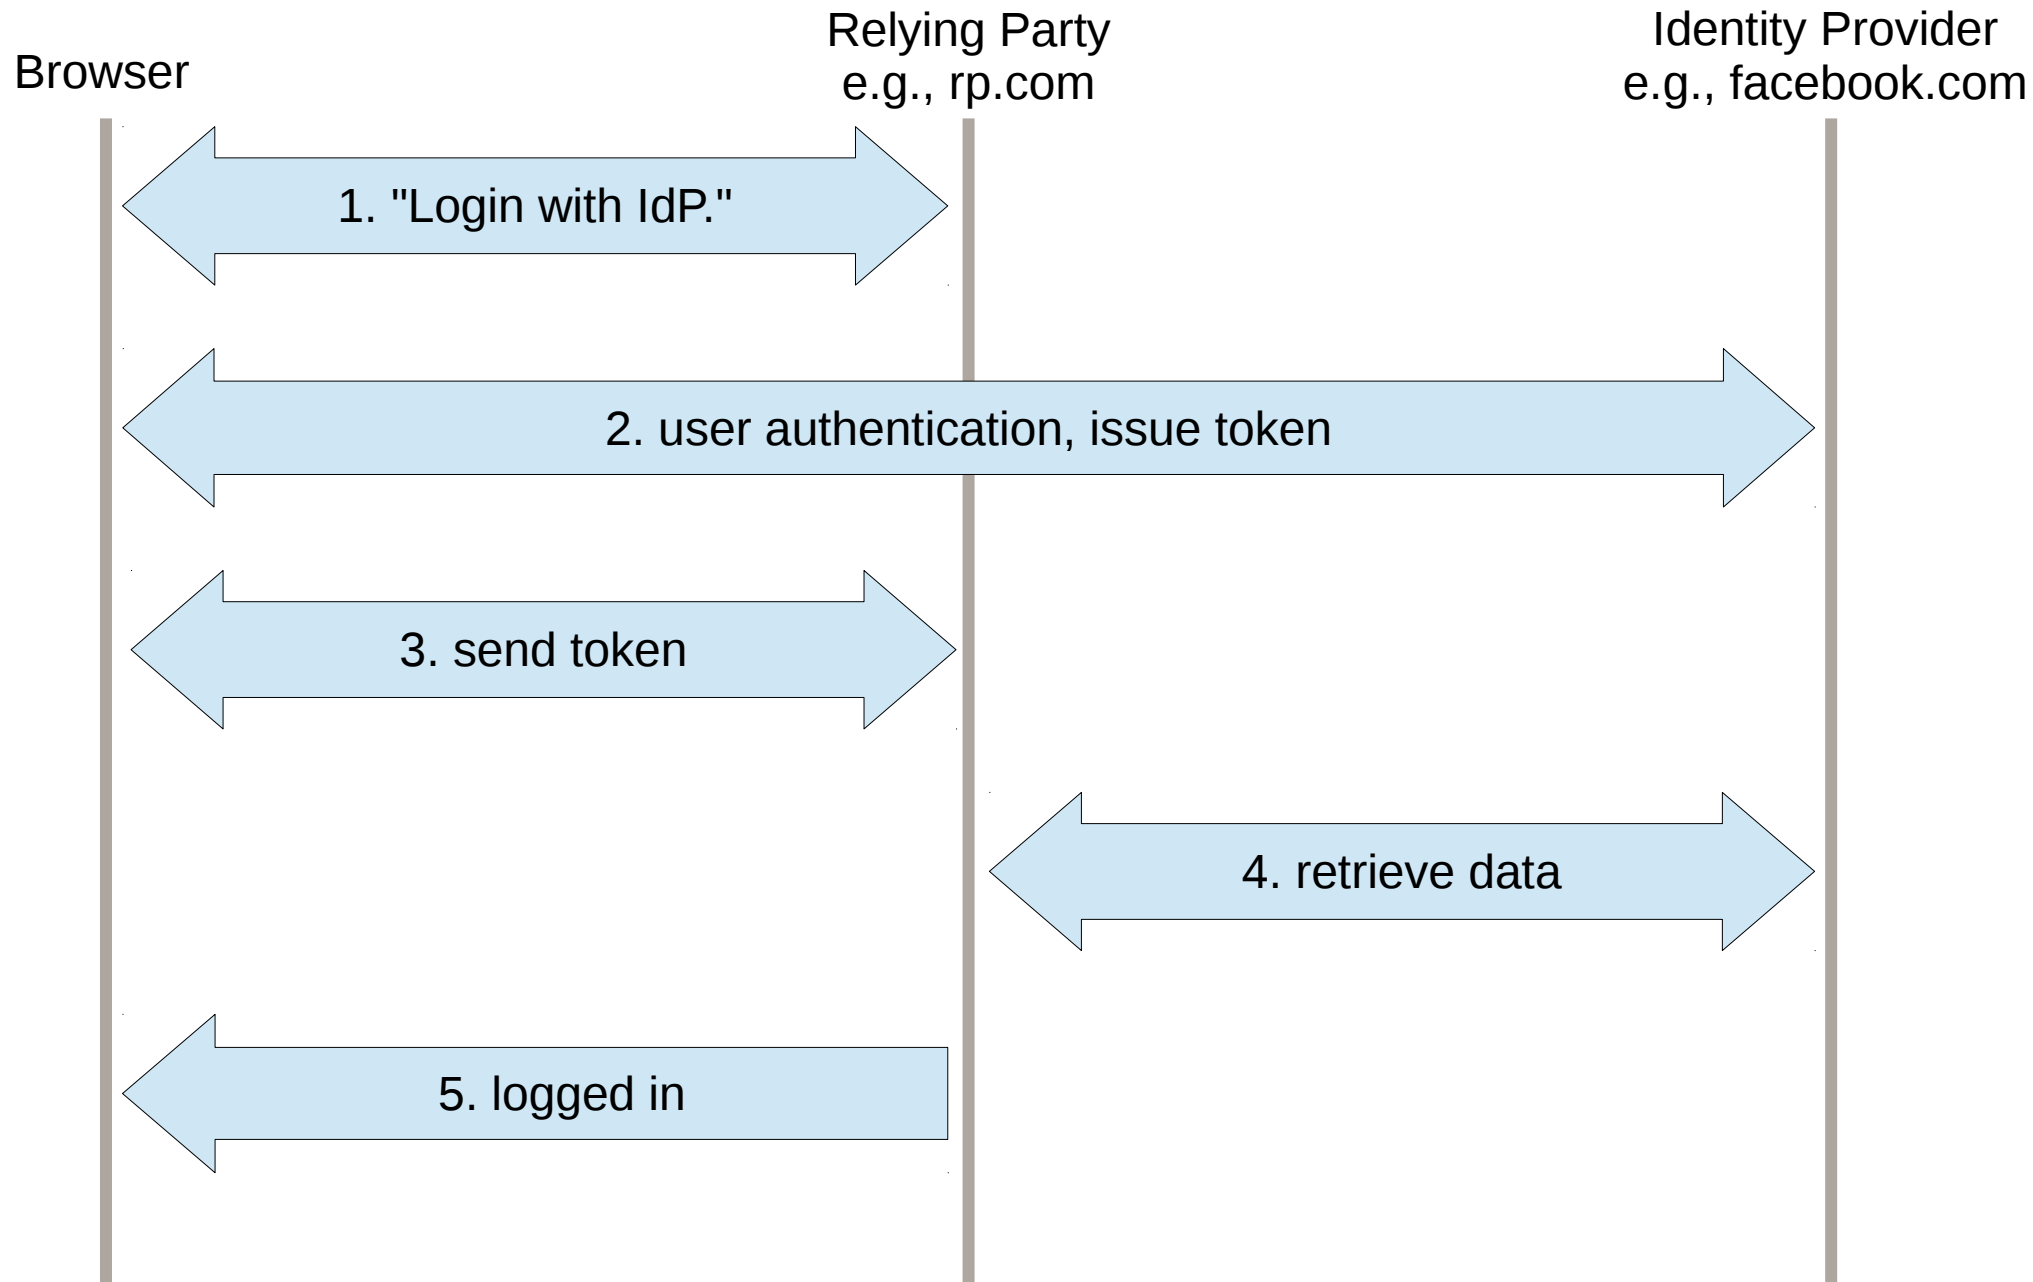 Browser
Relying Party
e.g., rp.com
Identity Provider
e.g., facebook.com
1. "Login with IdP."
2. user authentication, issue token
3. send token
4. retrieve data
5. logged in